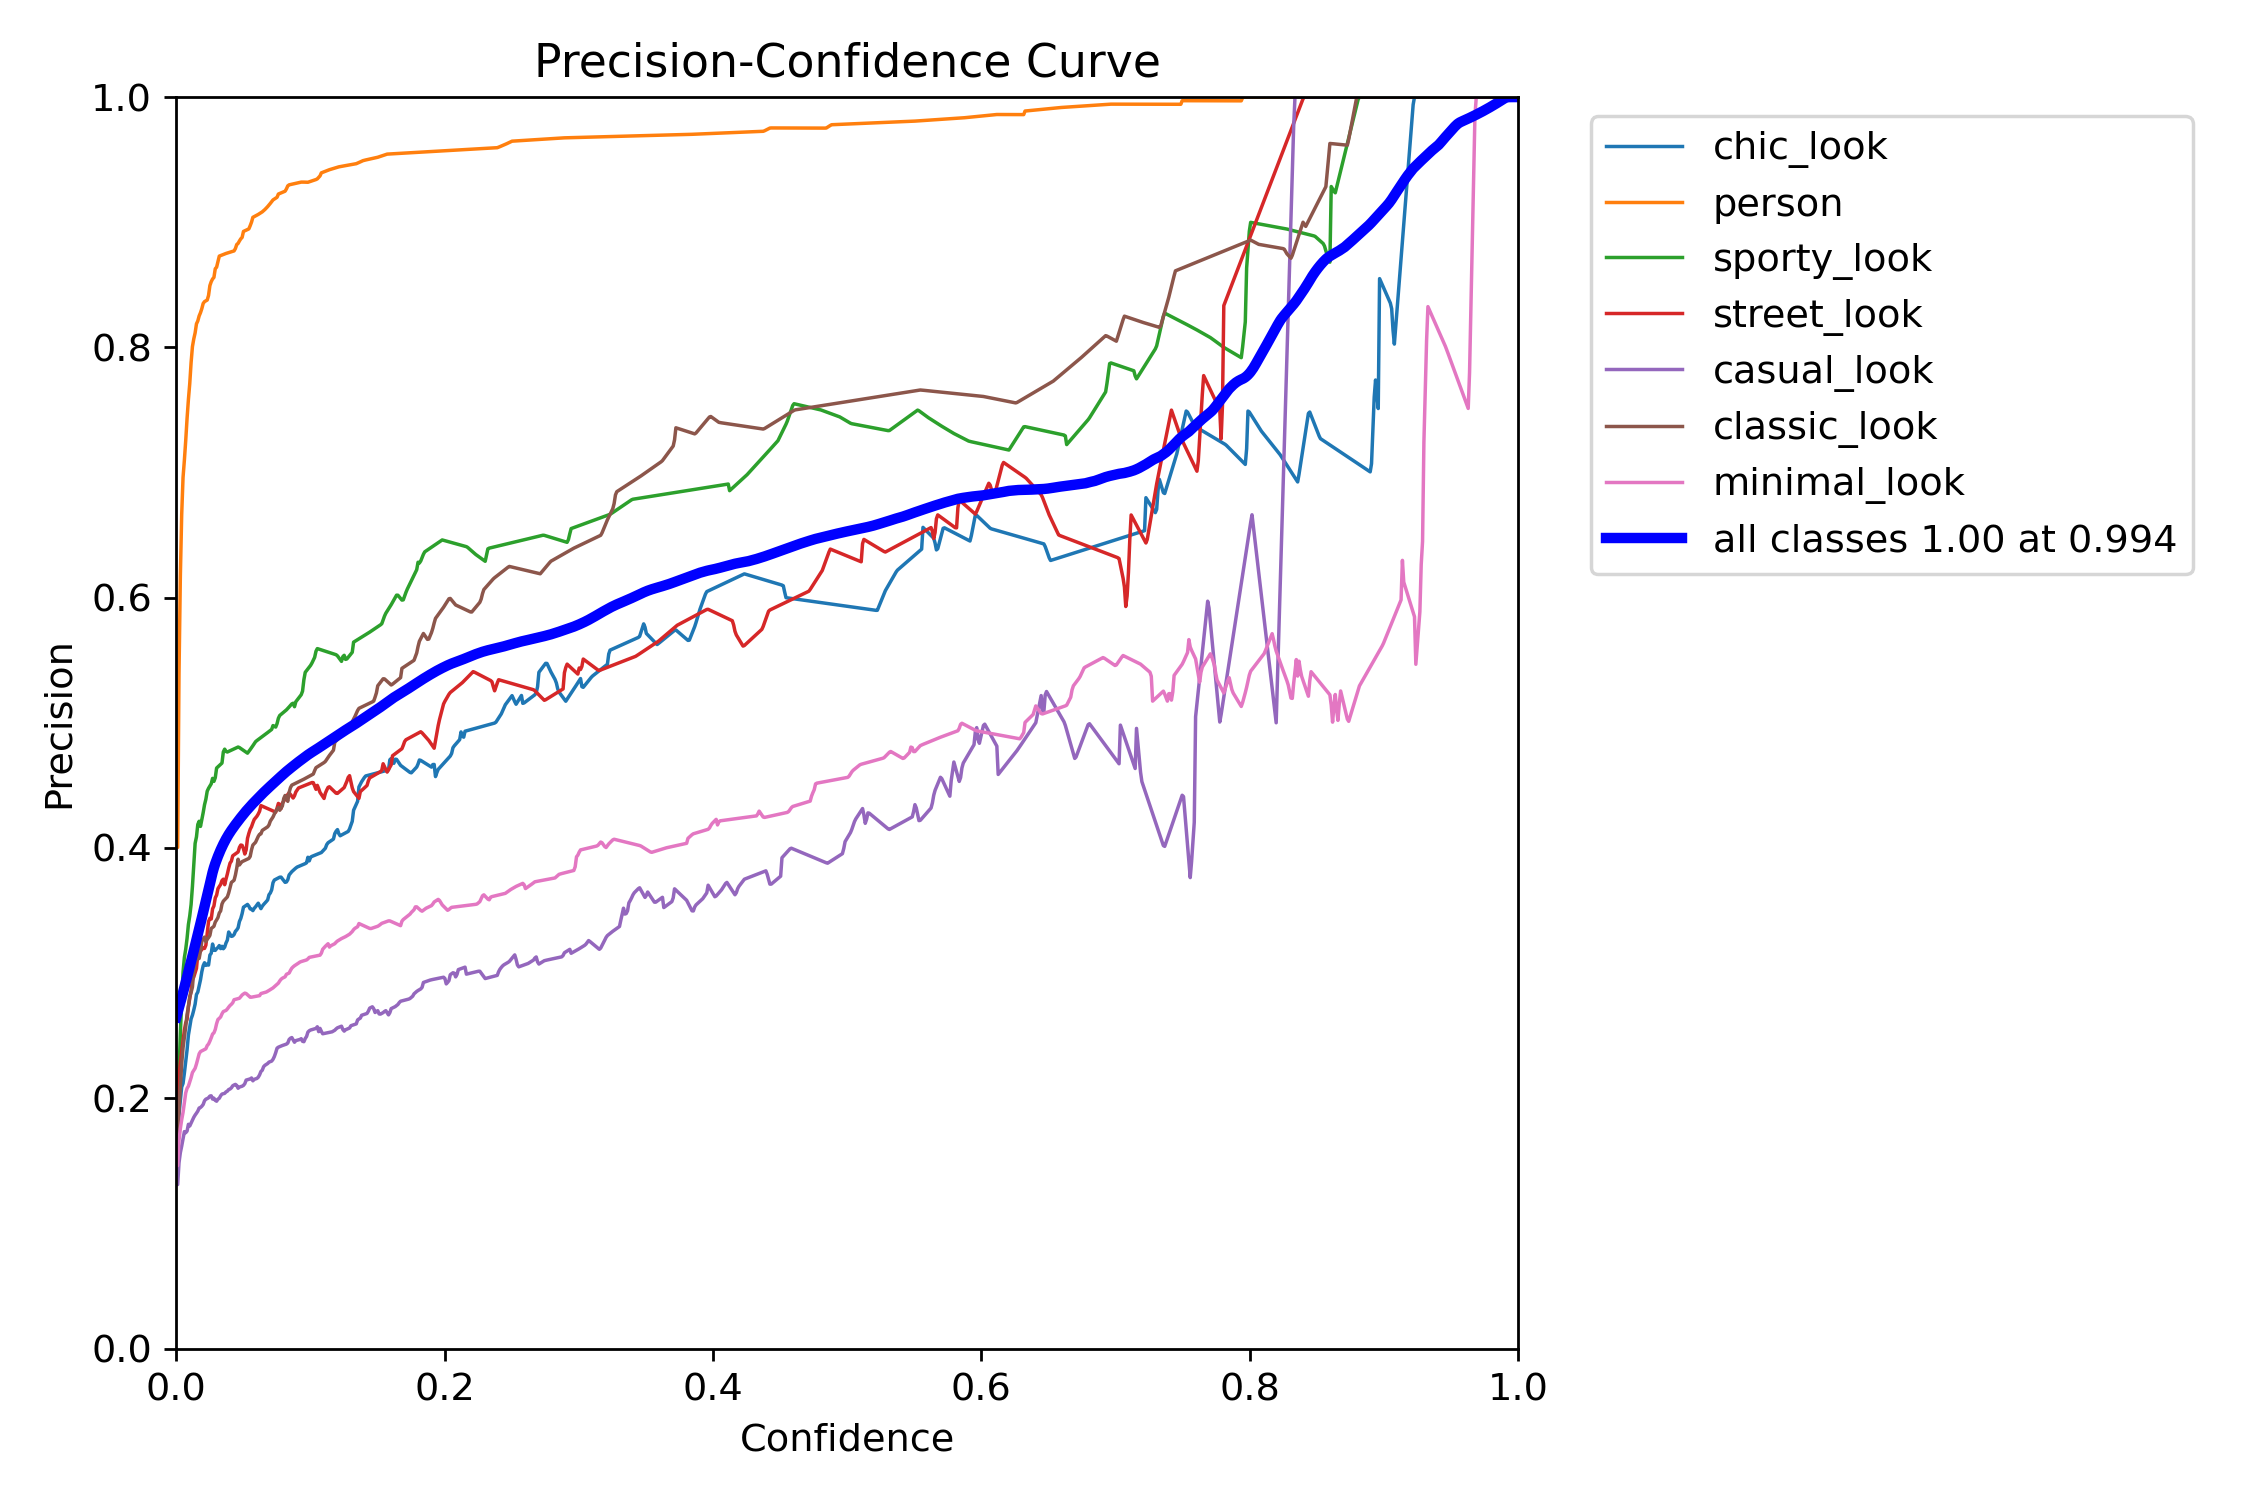 Precision-Confidence Curve
1.0
0.8
0.6
0.4
0.2
0.0
Precision
0.0 0.2 0.4 0.6 0.8 1.0
Confidence
chic_look
person
sporty_look
street_look
casual_look
classic_look
minimal_look
all classes 1.00 at 0.994